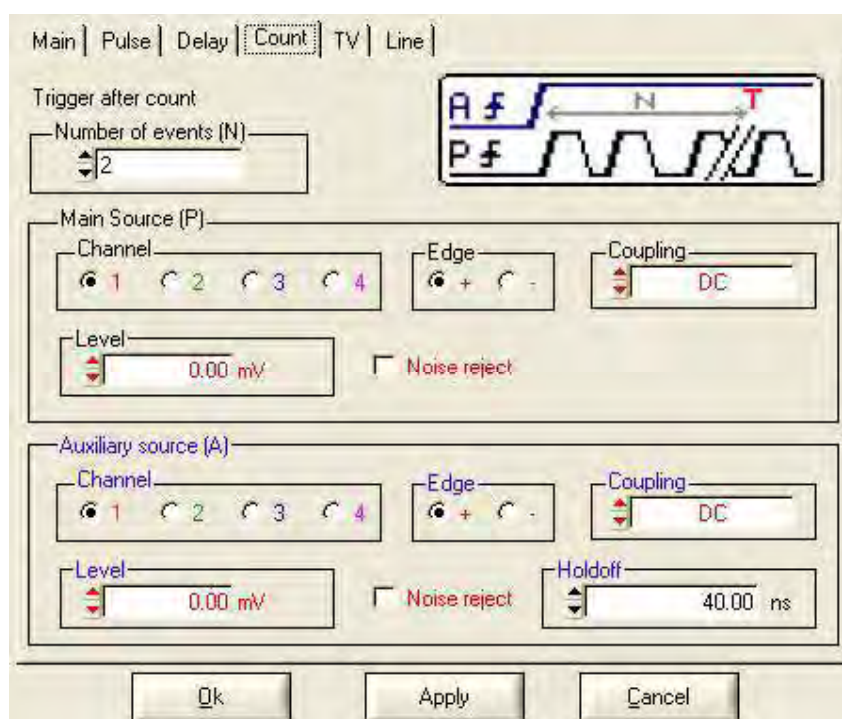 Main Pulse Delay Count TV Line
Trigger after count
Number of events (N)
2
A N T
P
Main Source (P)
Channel
1 2 3 4
Edge
+ -
Coupling
DC
Level
0.00 mV
Noise reject
Auxiliary source (A)
Channel
1 2 3 4
Edge
+ -
Coupling
DC
Level
0.00 mV
Noise reject
Holdoff
40.00 ns
Ok Apply Cancel